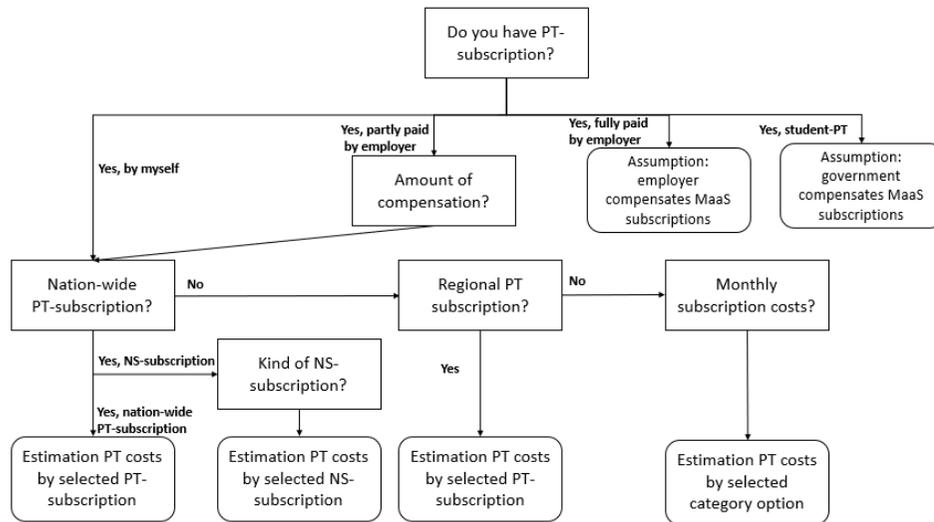 Do you have PT-
subscription?
Yes, by myself
Yes, partly paid
by employer
Amount of
compensation?
Yes, fully paid
by employer
Assumption:
employer
compensates MaaS
subscriptions
Yes, student-PT
Assumption:
government
compensates MaaS
subscriptions
Nation-wide
PT-subscription?
No
Regional PT
subscription?
No
Monthly
subscription costs?
Yes, NS-subscription
Kind of NS-
subscription?
Yes
Yes, nation-wide
PT-subscription
Estimation PT costs
by selected PT-
subscription
Estimation PT costs
by selected NS-
subscription
Estimation PT costs
by selected PT-
subscription
Estimation PT costs
by selected
category option